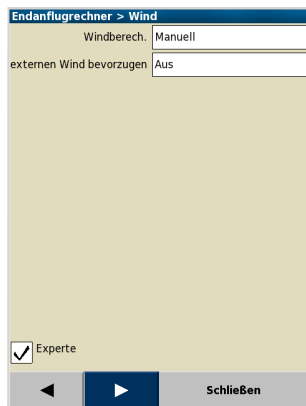 Endanflugrechner > Wind
Windberech. Manuell
externen Wind bevorzugen Aus
Experte
Schließen